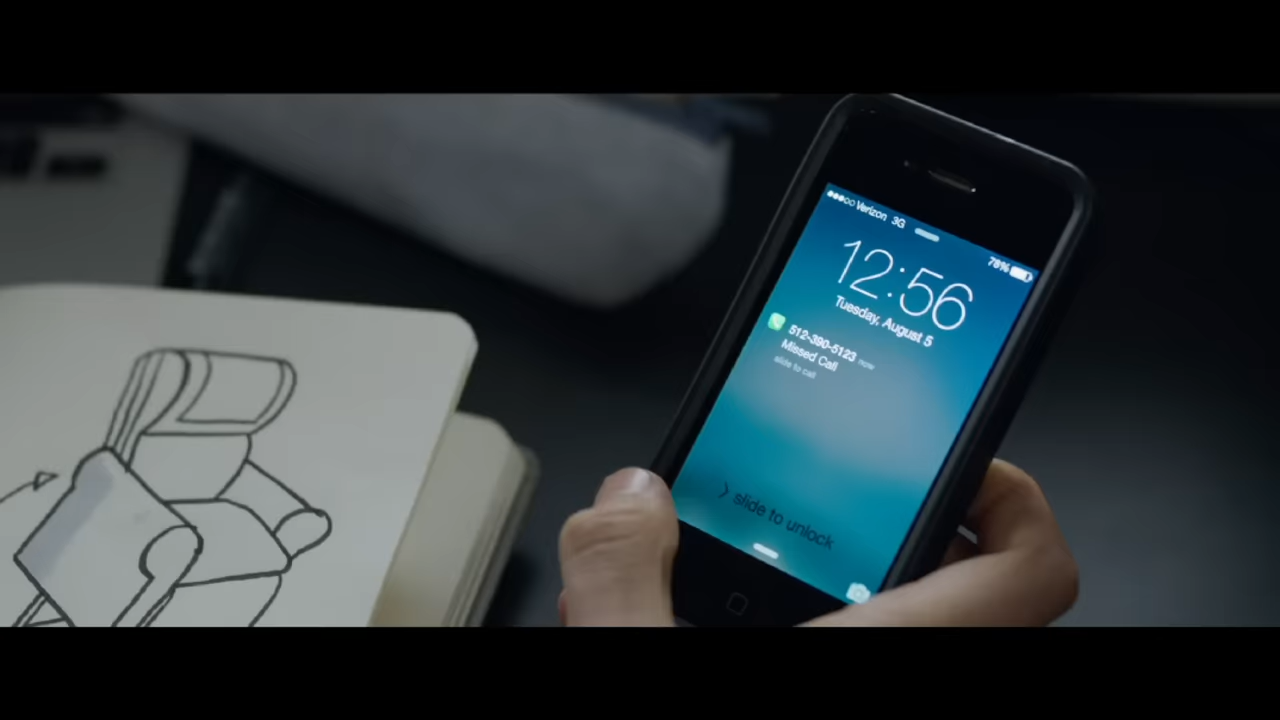 Verizon 3G
78%
12:56
Tuesday, August 5
512-390-5123 now
Missed Call
slide to call
> slide to unlock